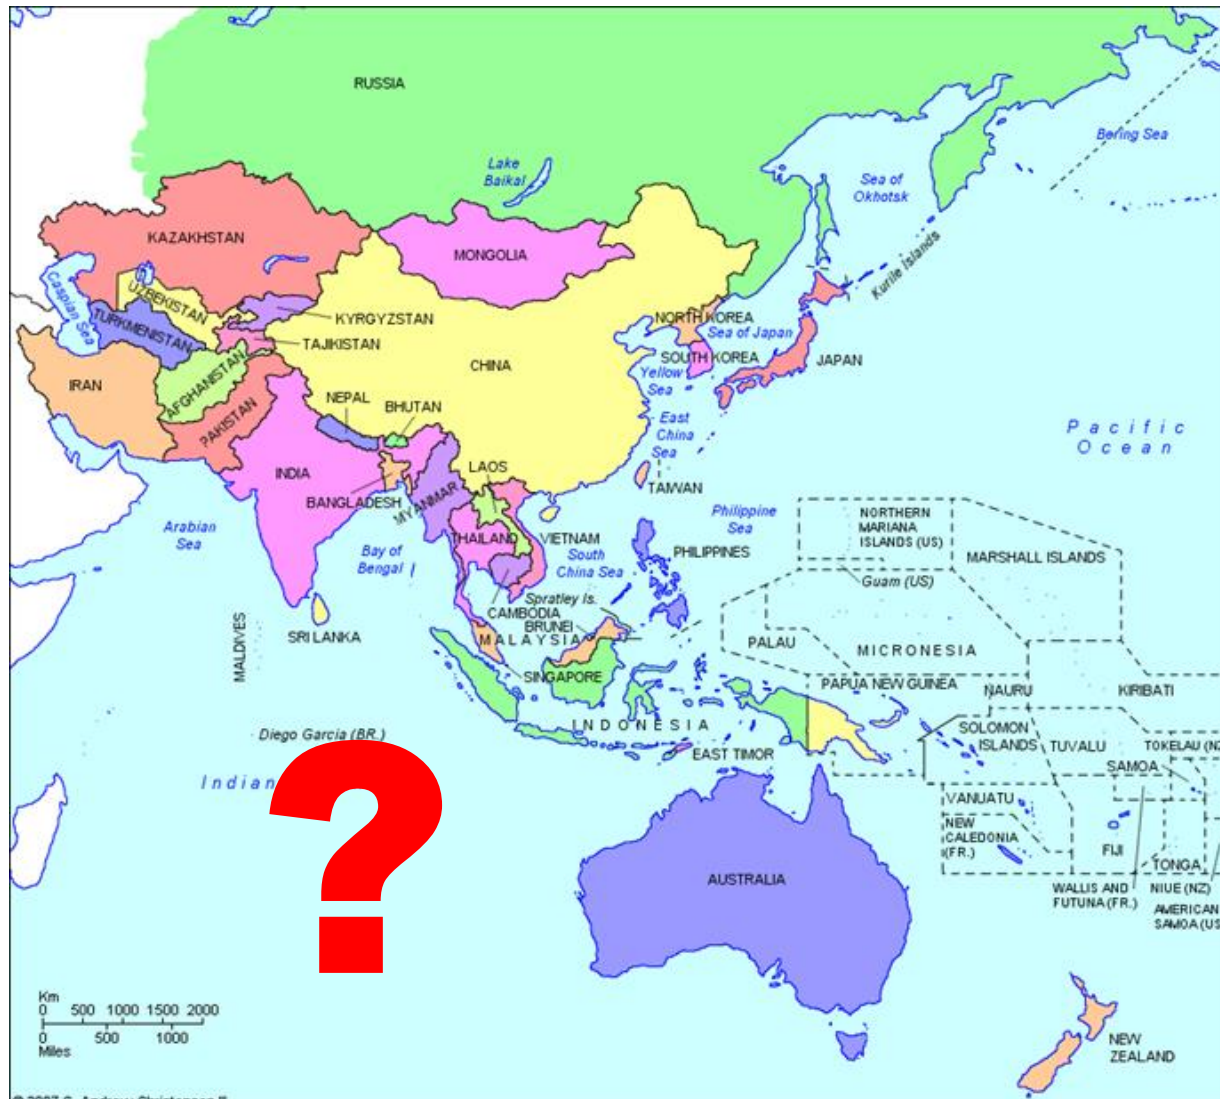 RUSSIA
Bering Sea
Lake
Baikal
Sea of
Okhotsk
KAZAKHSTAN
MONGOLIA
Kurile Islands
Caspian Sea
UZBEKISTAN
TURKMENISTAN
KYRGYZSTAN
TAJIKISTAN
NORTH KOREA
Sea of Japan
SOUTH KOREA
JAPAN
Yellow
Sea
CHINA
IRAN
AFGHANISTAN
PAKISTAN
NEPAL
BHUTAN
East
China
Sea
Pacific
Ocean
INDIA
LAOS
BANGLADESH
MYANMAR
TAIWAN
Arabian
Sea
Bay of
Bengal
THAILAND
VIETNAM
South
China Sea
Philippine
Sea
PHILIPPINES
NORTHERN
MARIANA
ISLANDS (US)
MARSHALL ISLANDS
Guam (US)
Spratley Is.
CAMBODIA
BRUNEI
MALAYSIA
MALDIVES
SRI LANKA
PALAU
MICRONESIA
SINGAPORE
PAPUA NEW GUINEA
NAURU
KIRIBATI
INDONESIA
SOLOMON
ISLANDS
EAST TIMOR
TUVALU
TOKELAU (NZ
SAMOA
Diego Garcia (BR.)
Indian
?
VANUATU
NEW
CALEDONIA
(FR.)
FIJI
TONGA
AUSTRALIA
WALLIS AND
FUTUNA (FR.)
NIUE (NZ)
AMERICAN
SAMOA (US
Km
0 500 1000 1500 2000
0 500 1000
Miles
NEW
ZEALAND